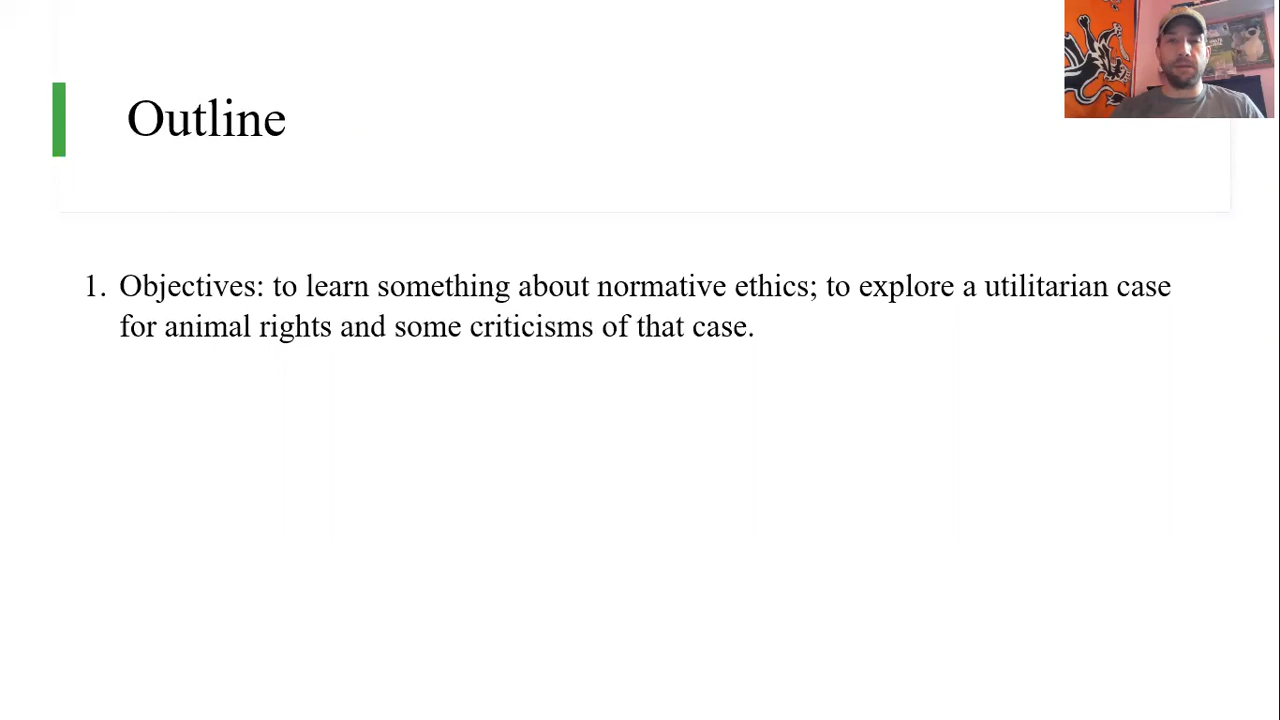 Outline
1. Objectives: to learn something about normative ethics; to explore a utilitarian case
for animal rights and some criticisms of that case.